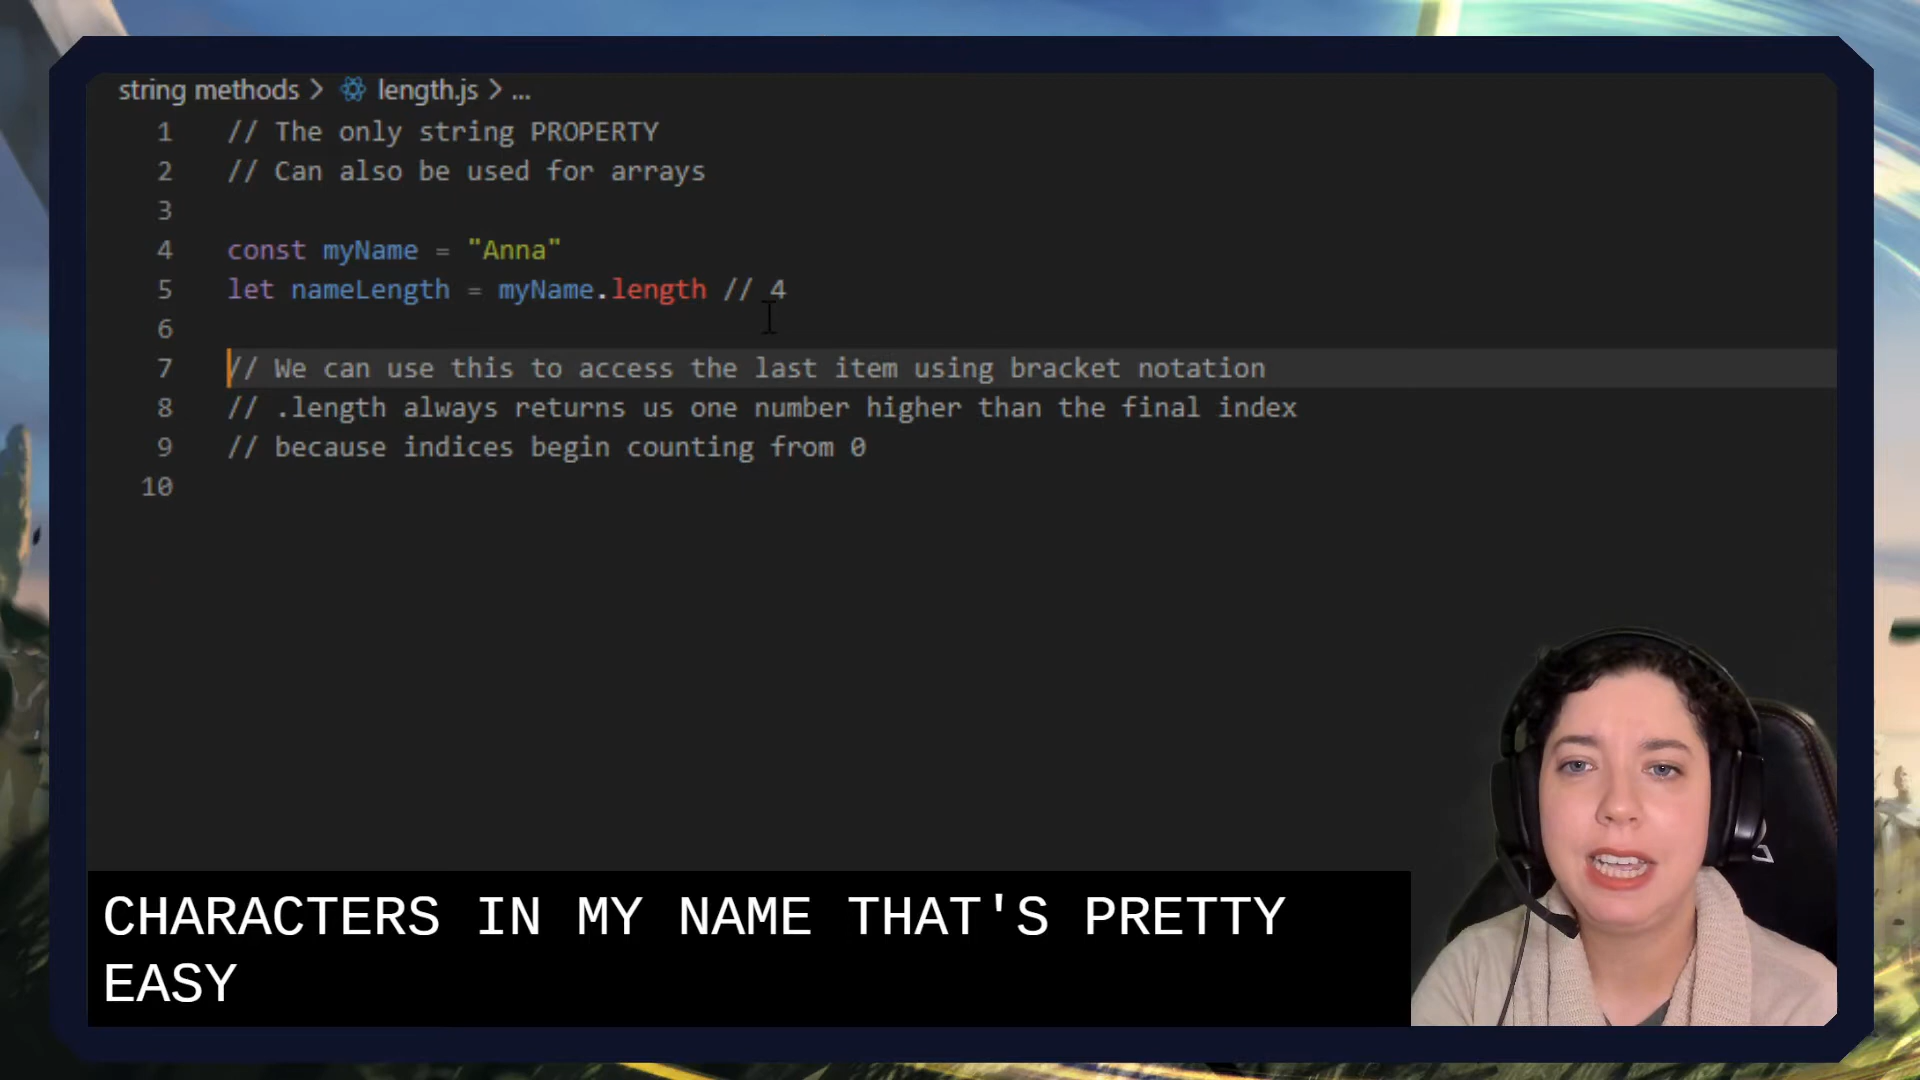 string methods > length.js > ...
1 // The only string PROPERTY
2 // Can also be used for arrays
3
4 const myName = "Anna"
5 let nameLength = myName.length // 4
6
7 // We can use this to access the last item using bracket notation
8 // .length always returns us one number higher than the final index
9 // because indices begin counting from 0
10
CHARACTERS IN MY NAME THAT'S PRETTY
EASY